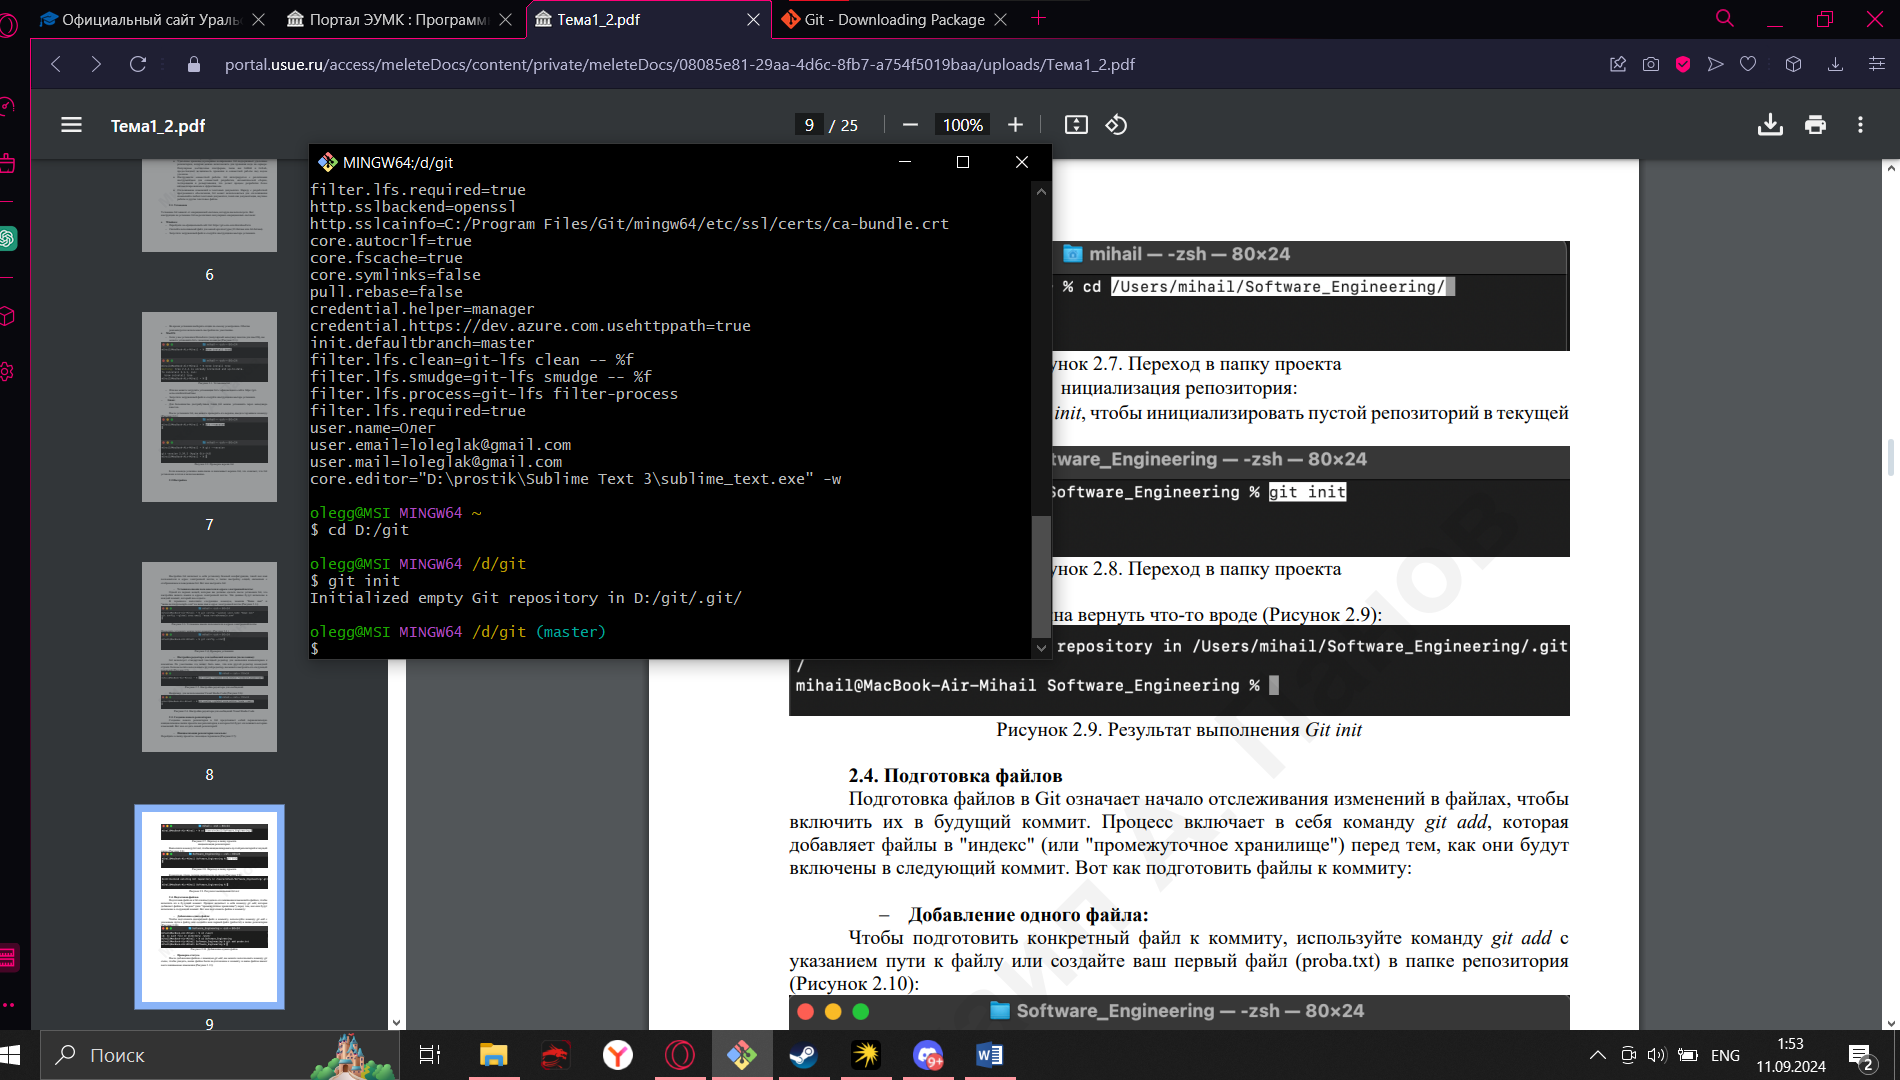 Официальный сайт Ураль
Портал ЭУМК : Программи
Тема1_2.pdf
Git - Downloading Package
portal.usue.ru/access/meleteDocs/content/private/meleteDocs/08085e81-29aa-4d6c-8fb7-a754f5019baa/uploads/Тема1_2.pdf
Тема1_2.pdf
9 / 25
100%
6
7
8
9
MINGW64:/d/git
filter.lfs.required=true
http.sslbackend=openssl
http.sslcainfo=C:/Program Files/Git/mingw64/etc/ssl/certs/ca-bundle.crt
core.autocrlf=true
core.fscache=true
core.symlinks=false
pull.rebase=false
credential.helper=manager
credential.https://dev.azure.com.usehttppath=true
init.defaultbranch=master
filter.lfs.clean=git-lfs clean -- %f
filter.lfs.smudge=git-lfs smudge -- %f
filter.lfs.process=git-lfs filter-process
filter.lfs.required=true
user.name=Олег
user.email=loleglak@gmail.com
user.mail=loleglak@gmail.com
core.editor="D:\prostik\Sublime Text 3\sublime_text.exe" -w
olegg@MSI MINGW64 ~
$ cd D:/git
olegg@MSI MINGW64 /d/git
$ git init
Initialized empty Git repository in D:/git/.git/
olegg@MSI MINGW64 /d/git (master)
$
mihail — -zsh — 80×24
% cd /Users/mihail/Software_Engineering/
унок 2.7. Переход в папку проекта
нициализация репозитория:
init, чтобы инициализировать пустой репозиторий в текущей
tware_Engineering — -zsh — 80×24
Software_Engineering % git init
унок 2.8. Переход в папку проекта
на вернуть что-то вроде (Рисунок 2.9):
repository in /Users/mihail/Software_Engineering/.git
/
mihail@MacBook-Air-Mihail Software_Engineering %
Рисунок 2.9. Результат выполнения Git init
2.4. Подготовка файлов
Подготовка файлов в Git означает начало отслеживания изменений в файлах, чтобы
включить их в будущий коммит. Процесс включает в себя команду git add, которая
добавляет файлы в "индекс" (или "промежуточное хранилище") перед тем, как они будут
включены в следующий коммит. Вот как подготовить файлы к коммиту:
– Добавление одного файла:
Чтобы подготовить конкретный файл к коммиту, используйте команду git add с
указанием пути к файлу или создайте ваш первый файл (proba.txt) в папке репозитория
(Рисунок 2.10):
Software_Engineering — -zsh — 80×24
Поиск
9+
ENG
1:53
11.09.2024
2